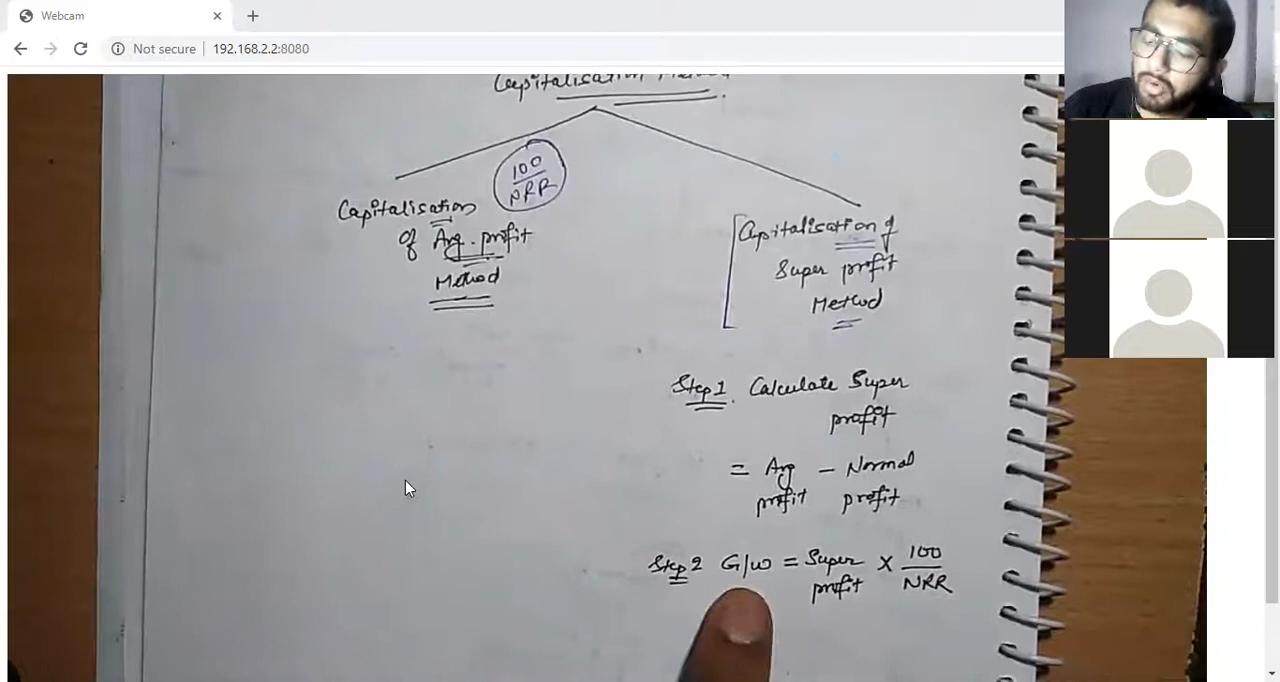 Webcam
Not secure
192.168.2.2:8080
Capitalisation Method
100
NRR
Capitalisation
of Avg. profit
Method
Capitalisation of
Super profit
Method
Step 1. Calculate Super
profit
= Avg - Normal
profit profit
Step 2 G/W = Super × 100
profit NRR